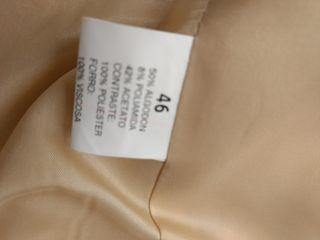 46
50% ALGODON
8% POLIAMIDA
42% ACETATO
CONTRASTE:
100% POLIESTER
FORRO:
100% VISCOSA